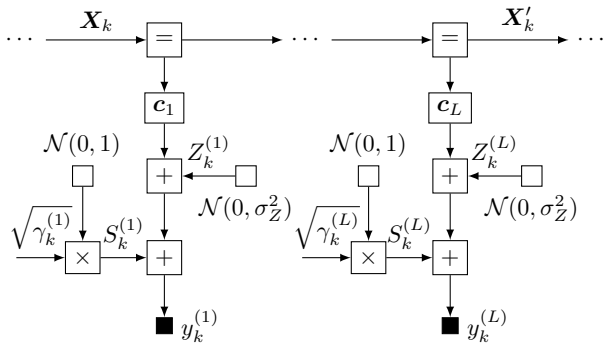 ⋯ X_k = ⋯ = X′_k ⋯
c_1 c_L
N(0, 1) Z_k^(1) N(0, 1) Z_k^(L)
+ +
N(0, σ_Z^2) N(0, σ_Z^2)
√γ_k^(1) × S_k^(1) + √γ_k^(L) × S_k^(L) +
y_k^(1) y_k^(L)